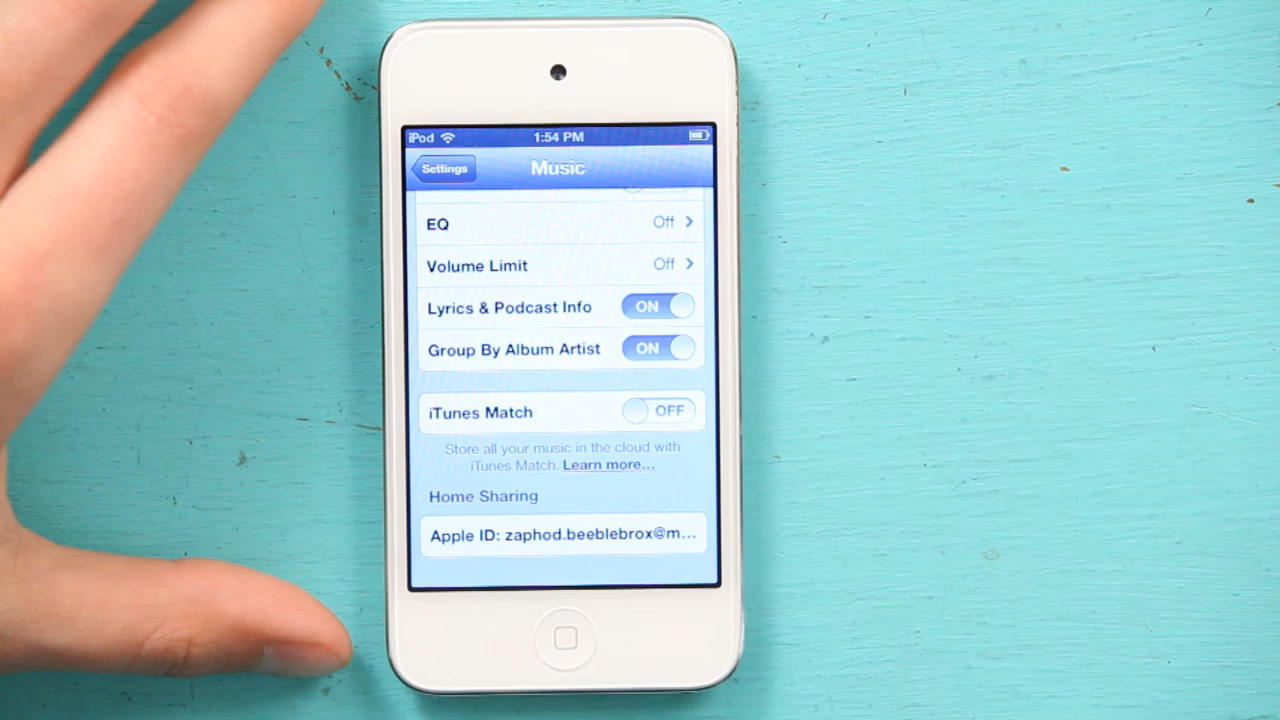 iPod 1:54 PM
Settings Music
EQ Off
Volume Limit Off
Lyrics & Podcast Info ON
Group By Album Artist ON
iTunes Match OFF
Store all your music in the cloud with
iTunes Match. Learn more...
Home Sharing
Apple ID: zaphod.beeblebrox@m...